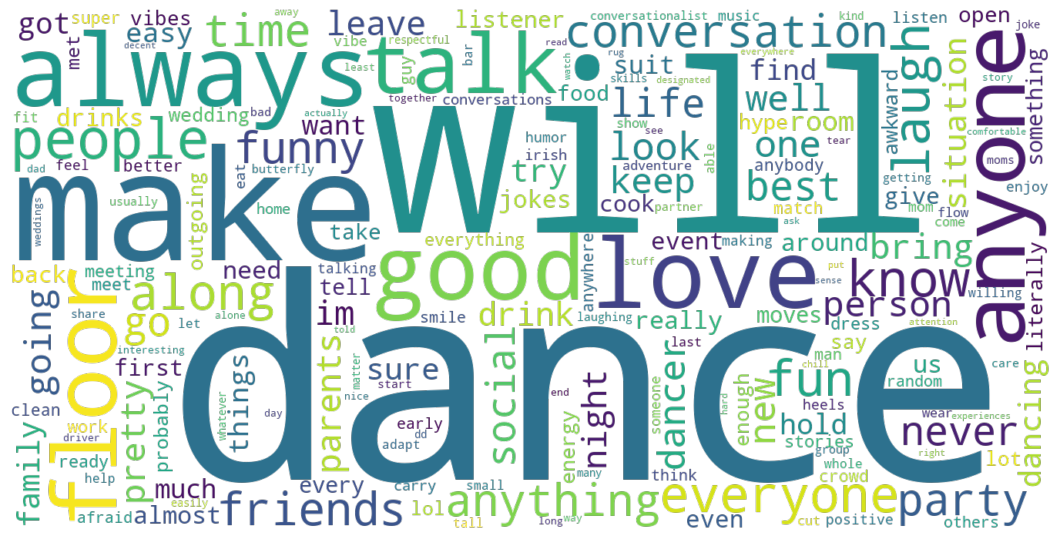 got
super
vibes
away
easy
met
decent
time
leave
vibe
respectful
guy
least
listener
bar
read
conversationalist
music
kind
listen
open
joke
conversation
always
talk
will
rug
skills
watch
designated
everywhere
suit
food
find
life
well
look
hype
room
one
anybody
tear
awkward
laugh
story
comfortable
something
situation
anyone
fit
drinks
wedding
bad
together
conversations
want
people
funny
actually
dad
feel
better
butterfly
eat
humor
irish
show
see
able
adventure
try
jokes
keep
cook
partner
best
match
ask
mom
moms
getting
give
flow
come
enjoy
weddings
make
usually
home
outgoing
take
everything
good
anywhere
love
event
making
around
bring
stuff
put
sense
know
willing
literally
back
meeting
meet
need
talking
tell
along
go
im
let
alone
told
smile
drink
laughing
really
moves
person
dress
attention
say
last
floor
going
share
interesting
first
pretty
things
matter
parents
sure
start
nice
social
dance
dancer
fun
man
chill
us
random
care
dancing
clean
work
driver
family
ready
help
probably
whatever
day
early
adapt
dd
end
night
energy
someone
hard
enough
new
heels
hold
stories
wear
experiences
never
group
right
lot
much
every
carry
small
many
think
whole
crowd
afraid
easily
almost
friends
lol
tall
anything
long
way
everyone
even
cut
positive
party
others